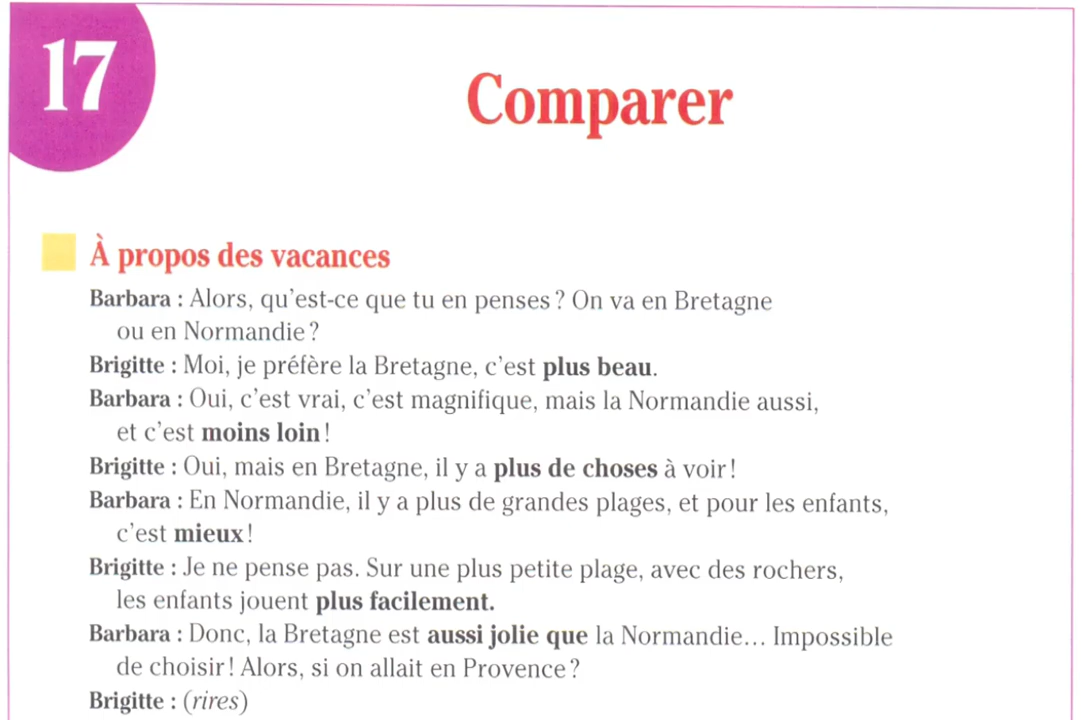 17
Comparer
À propos des vacances
Barbara : Alors, qu'est-ce que tu en penses ? On va en Bretagne
ou en Normandie ?
Brigitte : Moi, je préfère la Bretagne, c'est plus beau.
Barbara : Oui, c'est vrai, c'est magnifique, mais la Normandie aussi,
et c'est moins loin !
Brigitte : Oui, mais en Bretagne, il y a plus de choses à voir !
Barbara : En Normandie, il y a plus de grandes plages, et pour les enfants,
c'est mieux !
Brigitte : Je ne pense pas. Sur une plus petite plage, avec des rochers,
les enfants jouent plus facilement.
Barbara : Donc, la Bretagne est aussi jolie que la Normandie... Impossible
de choisir ! Alors, si on allait en Provence ?
Brigitte : (rires)